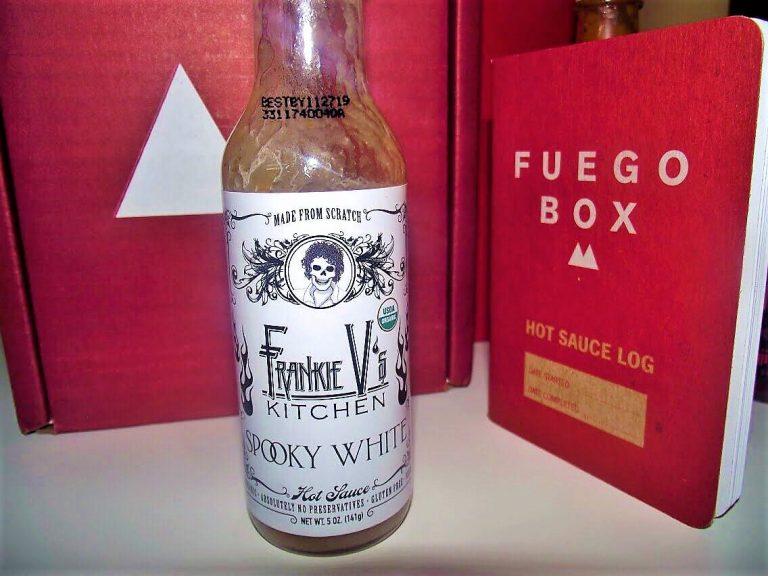 BESTBY112719
3311740040A
MADE FROM SCRATCH
USDA
ORGANIC
FRANKIE V's
KITCHEN
SPOOKY WHITE
Hot Sauce
• ABSOLUTELY NO PRESERVATIVES • GLUTEN FREE
NET WT. 5 OZ. (141g)
FUEGO
BOX
HOT SAUCE LOG
DATE STARTED
DATE COMPLETED